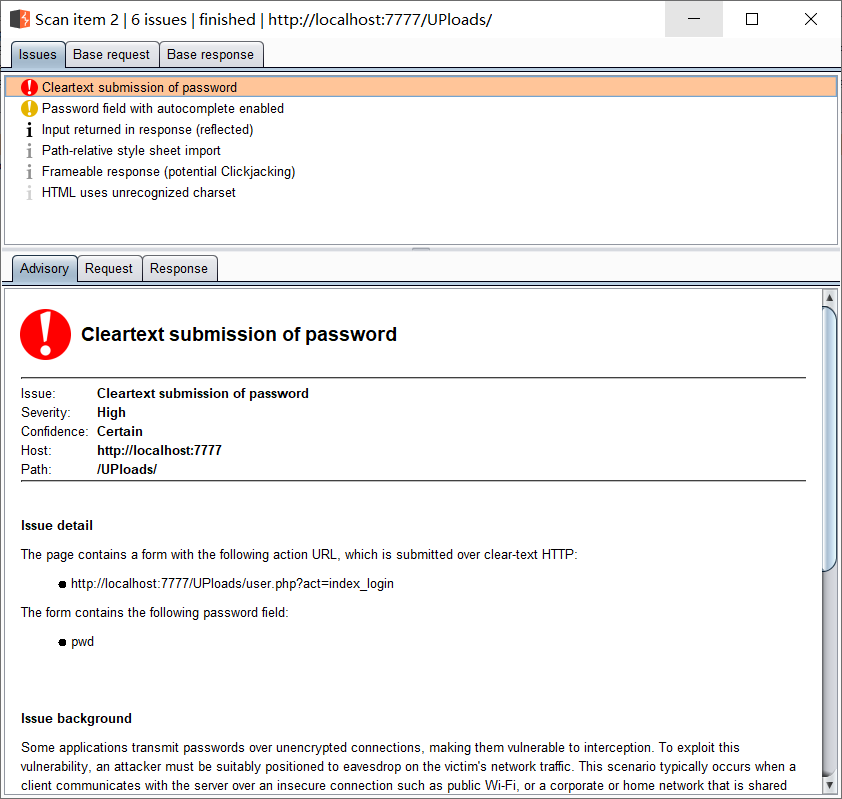 Scan item 2 | 6 issues | finished | http://localhost:7777/UPloads/
Issues Base request Base response
Cleartext submission of password
Password field with autocomplete enabled
Input returned in response (reflected)
Path-relative style sheet import
Frameable response (potential Clickjacking)
HTML uses unrecognized charset
Advisory Request Response
Cleartext submission of password
Issue: Cleartext submission of password
Severity: High
Confidence: Certain
Host: http://localhost:7777
Path: /UPloads/
Issue detail
The page contains a form with the following action URL, which is submitted over clear-text HTTP:
http://localhost:7777/UPloads/user.php?act=index_login
The form contains the following password field:
pwd
Issue background
Some applications transmit passwords over unencrypted connections, making them vulnerable to interception. To exploit this
vulnerability, an attacker must be suitably positioned to eavesdrop on the victim's network traffic. This scenario typically occurs when a
client communicates with the server over an insecure connection such as public Wi-Fi, or a corporate or home network that is shared